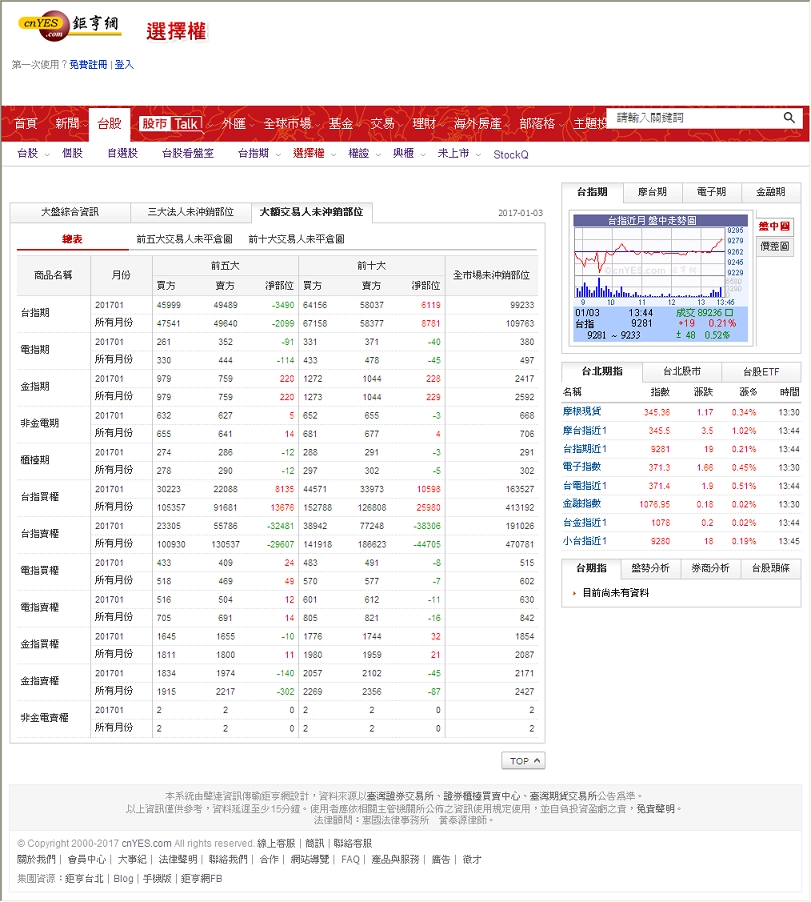 cnYES.com 鉅亨網 選擇權
第一次使用？免費註冊 | 登入
首頁 新聞 台股 股市 Talk 外匯 全球市場 基金 交易 理財 海外房產 部落格 主題投 請輸入關鍵詞
台股 個股 自選股 台股看盤室 台指期 選擇權 權證 興櫃 未上市 StockQ
大盤綜合資訊 三大法人未沖銷部位 大額交易人未沖銷部位 2017-01-03
總表 前五大交易人未平倉圖 前十大交易人未平倉圖
商品名稱 月份 前五大 前十大 全市場未沖銷部位
買方 賣方 淨部位 買方 賣方 淨部位
台指期 201701 45999 49489 -3490 64156 58037 6119 99233
所有月份 47541 49640 -2099 67158 58377 8781 109763
電指期 201701 261 352 -91 331 371 -40 380
所有月份 330 444 -114 433 478 -45 497
金指期 201701 979 759 220 1272 1044 228 2417
所有月份 979 759 220 1273 1044 229 2592
非金電期 201701 632 627 5 652 655 -3 668
所有月份 655 641 14 681 677 4 706
櫃檯期 201701 274 286 -12 288 291 -3 291
所有月份 278 290 -12 297 302 -5 302
台指買權 201701 30223 22088 8135 44571 33973 10598 163527
所有月份 105357 91681 13676 152788 126808 25980 413192
台指賣權 201701 23305 55786 -32481 38942 77248 -38306 191026
所有月份 100930 130537 -29607 141918 186623 -44705 470781
電指買權 201701 433 409 24 483 491 -8 515
所有月份 518 469 49 570 577 -7 602
電指賣權 201701 516 504 12 601 612 -11 630
所有月份 705 691 14 805 821 -16 842
金指買權 201701 1645 1655 -10 1776 1744 32 1854
所有月份 1811 1800 11 1980 1959 21 2087
金指賣權 201701 1834 1974 -140 2057 2102 -45 2171
所有月份 1915 2217 -302 2269 2356 -87 2427
非金電賣權 201701 2 2 0 2 2 0 2
所有月份 2 2 0 2 2 0 2
TOP
台指期 摩台期 電子期 金融期
台指近月 盤中走勢圖
盤中圖
價差圖
9295
9279
9262
9245
9229
6580
3290
©cnYES.com 鉅亨網
9 10 11 12 13 13:45
01/03 13:44 成交 89236 口
台指 9281 +19 0.21%
9281 ~ 9233 ± 48 0.52%
台北期指 台北股市 台股ETF
名稱 指數 漲跌 漲% 時間
摩根現貨 345.36 1.17 0.34% 13:30
摩台指近1 345.5 3.5 1.02% 13:44
台指期近1 9281 19 0.21% 13:44
電子指數 371.3 1.66 0.45% 13:30
台電指近1 371.4 1.9 0.51% 13:44
金融指數 1076.95 0.18 0.02% 13:30
台金指近1 1078 0.2 0.02% 13:44
小台指近1 9280 18 0.19% 13:45
台期指 盤勢分析 券商分析 台股頭條
目前尚未有資料
本系統由聲達資訊傳輸鉅亨網設計，資料來源以臺灣證券交易所、證券櫃檯買賣中心、臺灣期貨交易所公告為準。
以上資訊僅供參考，資料延遲至少15分鐘。使用者應依相關主管機關所公佈之資訊使用規定使用，並自負投資盈虧之責，免責聲明。
法律顧問：惠國法律事務所 黃泰源律師。
© Copyright 2000-2017 cnYES.com All rights reserved. 線上客服 | 簡訊 | 聯絡客服
關於我們 | 會員中心 | 大事紀 | 法律聲明 | 聯絡我們 | 合作 | 網站導覽 | FAQ | 產品與服務 | 廣告 | 徵才
集團資源：鉅亨台北 | Blog | 手機版 | 鉅亨網FB